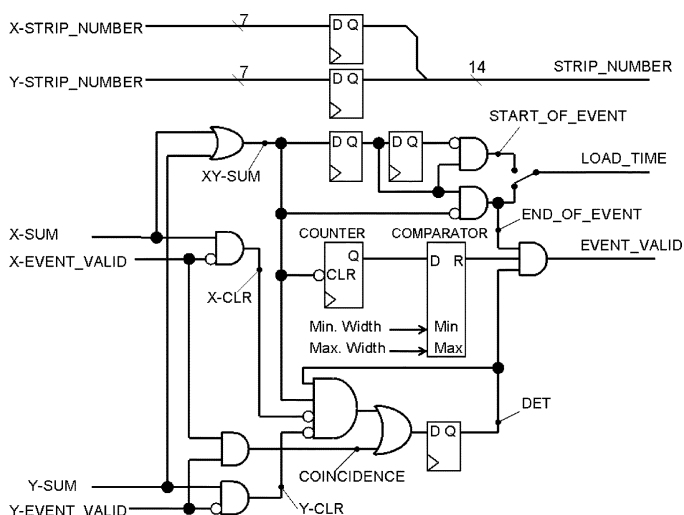 X-STRIP_NUMBER
7
D Q
Y-STRIP_NUMBER
7
D Q
14
STRIP_NUMBER
START_OF_EVENT
D Q
D Q
LOAD_TIME
XY-SUM
END_OF_EVENT
X-SUM
COUNTER
COMPARATOR
EVENT_VALID
X-EVENT_VALID
Q
CLR
D R
X-CLR
Min. Width
Min
Max. Width
Max
DET
D Q
COINCIDENCE
Y-SUM
Y-EVENT_VALID
Y-CLR